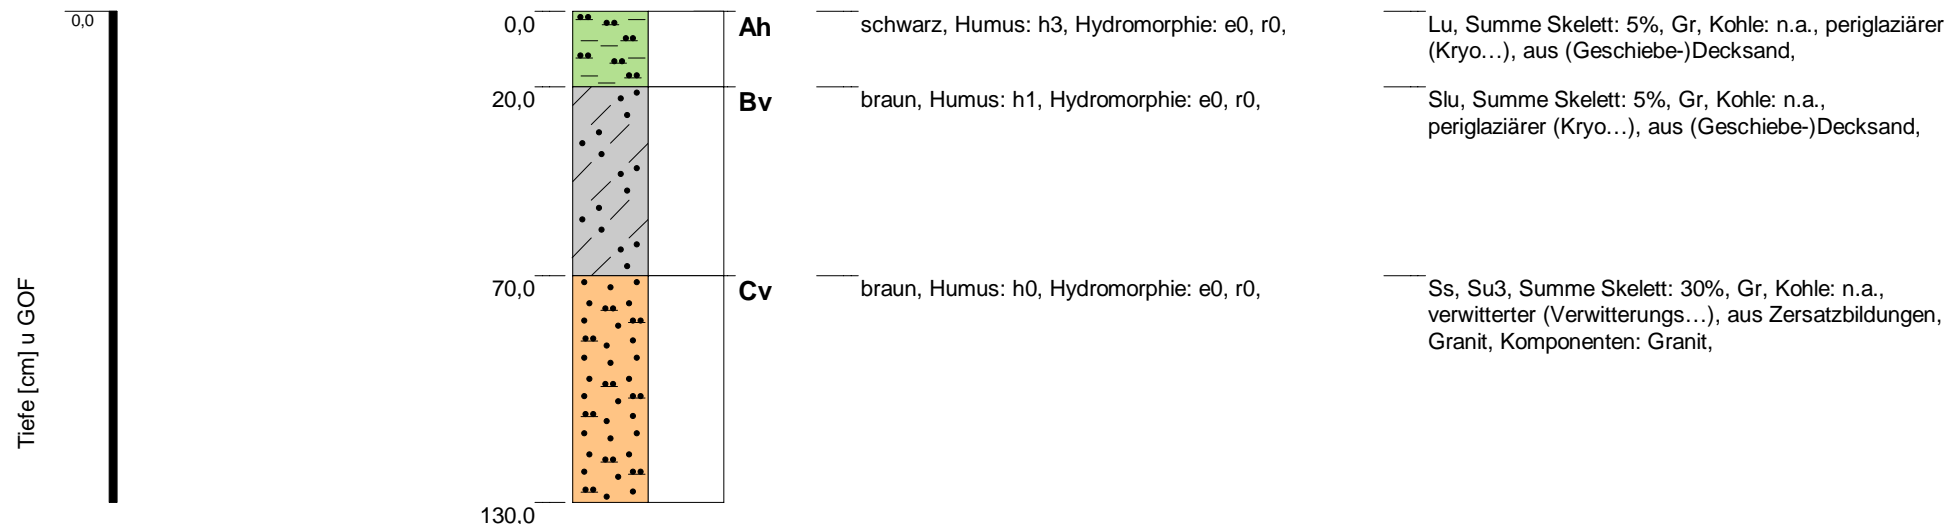 0,0
0,0
Ah
schwarz, Humus: h3, Hydromorphie: e0, r0,
Lu, Summe Skelett: 5%, Gr, Kohle: n.a., periglaziärer
(Kryo…), aus (Geschiebe-)Decksand,
20,0
Bv
braun, Humus: h1, Hydromorphie: e0, r0,
Slu, Summe Skelett: 5%, Gr, Kohle: n.a.,
periglaziärer (Kryo…), aus (Geschiebe-)Decksand,
70,0
Cv
braun, Humus: h0, Hydromorphie: e0, r0,
Ss, Su3, Summe Skelett: 30%, Gr, Kohle: n.a.,
verwitterter (Verwitterungs…), aus Zersatzbildungen,
Granit, Komponenten: Granit,
Tiefe [cm] u GOF
130,0